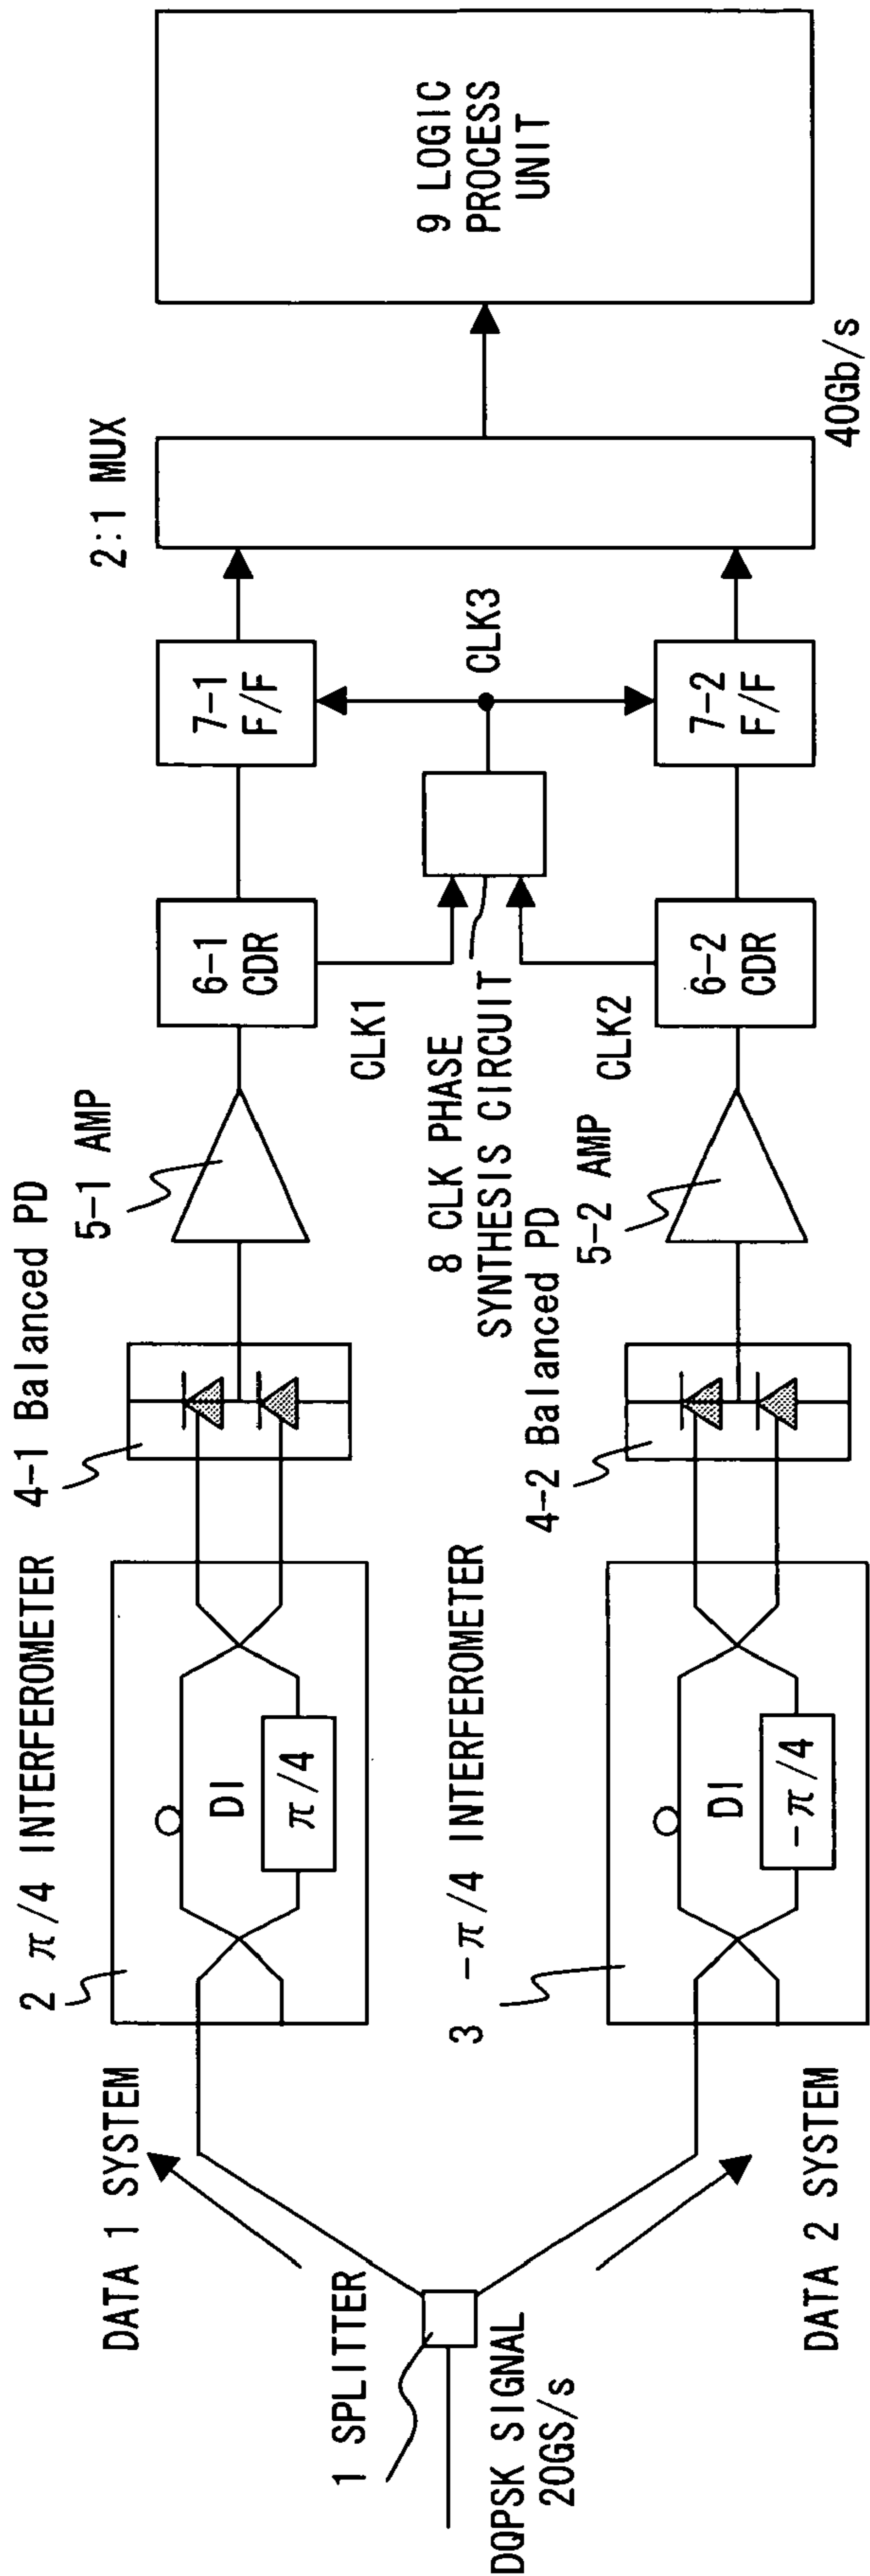 DQPSK SIGNAL
20GS/s
1 SPLITTER
DATA 1 SYSTEM
DATA 2 SYSTEM
2 π/4 INTERFEROMETER
DI
π/4
3 -π/4 INTERFEROMETER
DI
-π/4
4-1 Balanced PD
4-2 Balanced PD
5-1 AMP
5-2 AMP
6-1
CDR
6-2
CDR
CLK1
CLK2
8 CLK PHASE
SYNTHESIS CIRCUIT
CLK3
7-1
F/F
7-2
F/F
2:1 MUX
40Gb/s
9 LOGIC
PROCESS
UNIT